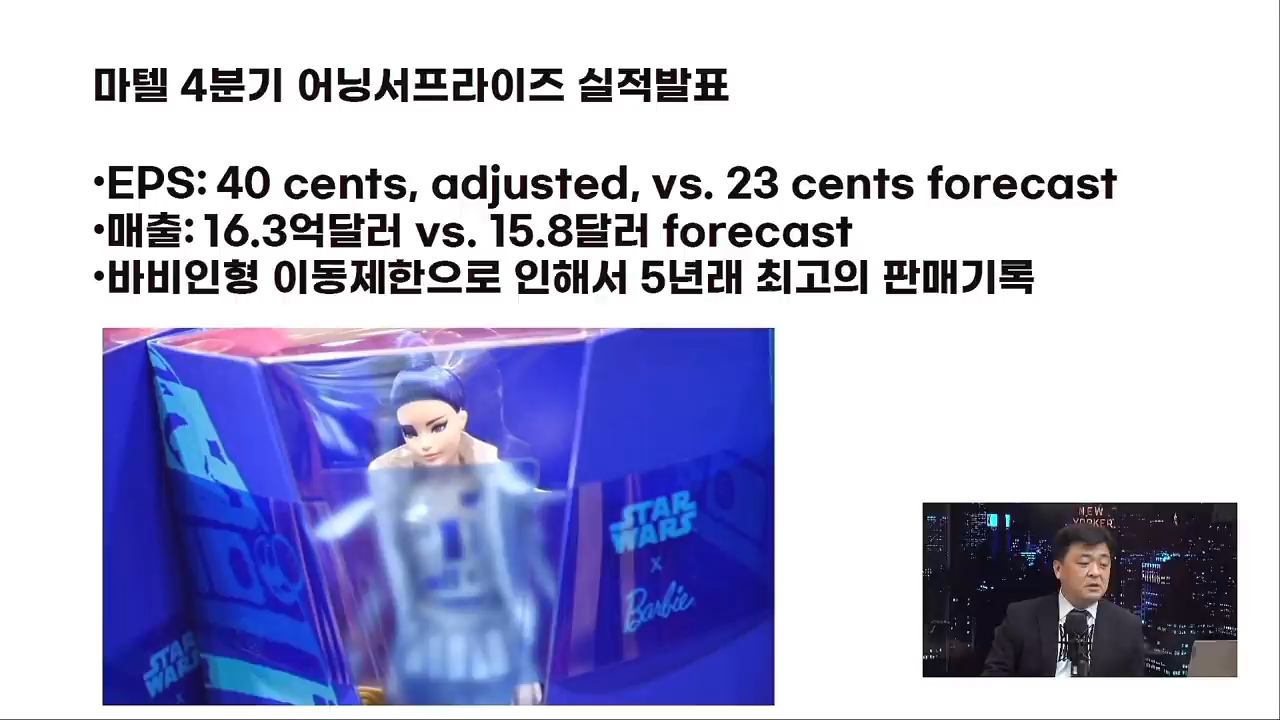 마텔 4분기 어닝서프라이즈 실적발표
•EPS: 40 cents, adjusted, vs. 23 cents forecast
•매출: 16.3억달러 vs. 15.8달러 forecast
•바비인형 이동제한으로 인해서 5년래 최고의 판매기록
STAR
WARS
x
Barbie
STAR
WARS
x
NEW
YORKER